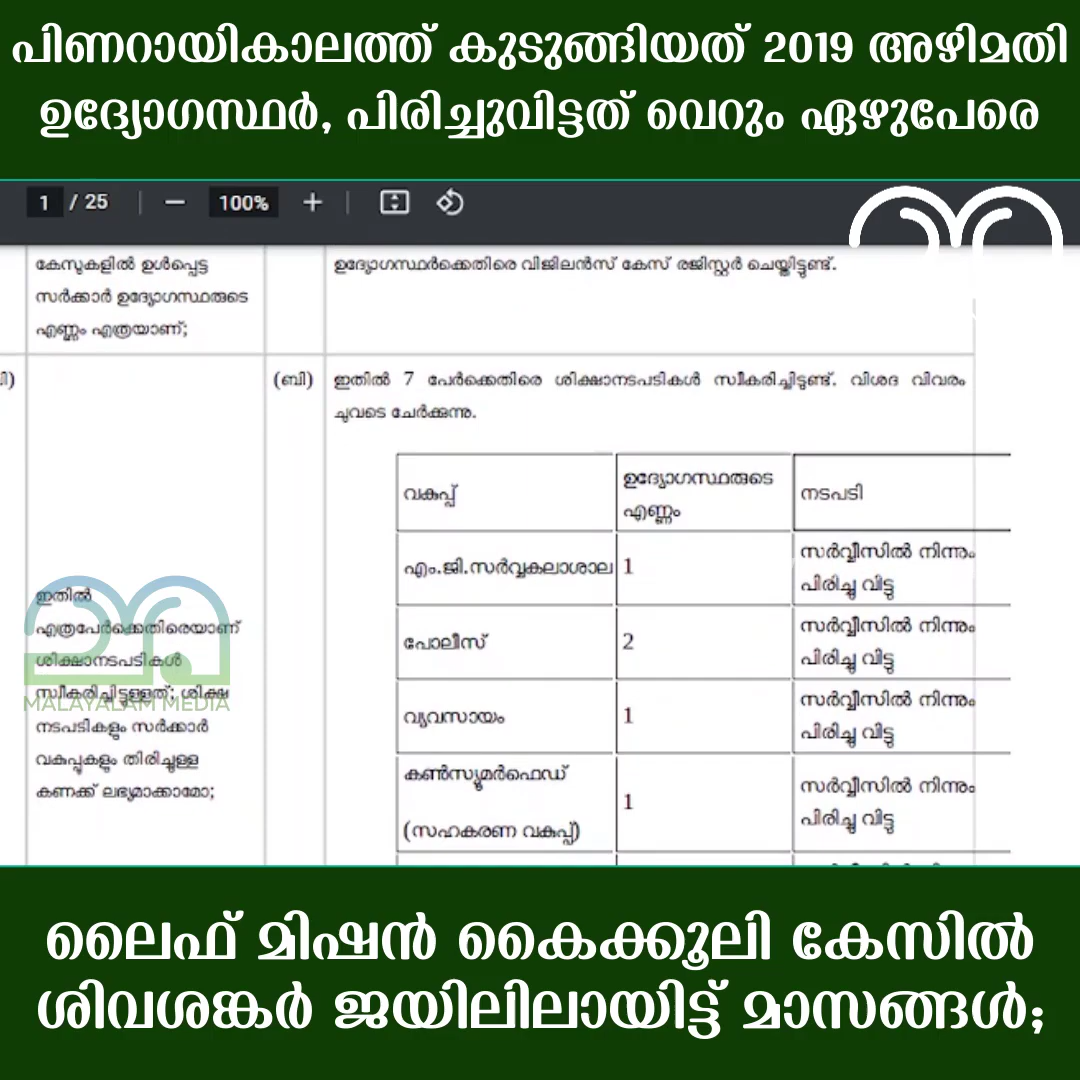 പിണറായികാലത്ത് കുടുങ്ങിയത് 2019 അഴിമതി
ഉദ്യോഗസ്ഥർ, പിരിച്ചുവിട്ടത് വെറും ഏഴുപേരെ
1 / 25 — 100% +
കേസുകളിൽ ഉൾപ്പെട്ട
സർക്കാർ ഉദ്യോഗസ്ഥരുടെ
എണ്ണം എത്രയാണ്;
ഉദ്യോഗസ്ഥർക്കെതിരെ വിജിലൻസ് കേസ് രജിസ്റ്റർ ചെയ്തിട്ടുണ്ട്.
(ബി) ഇതിൽ 7 പേർക്കെതിരെ ശിക്ഷാനടപടികൾ സ്വീകരിച്ചിട്ടുണ്ട്. വിശദ വിവരം
ചുവടെ ചേർക്കുന്നു.
ഇതിൽ
എത്രപേർക്കെതിരെയാണ്
ശിക്ഷാനടപടികൾ
സ്വീകരിച്ചിട്ടുള്ളത്; ശിക്ഷ
നടപടികളും സർക്കാർ
വകുപ്പുകളും തിരിച്ചുള്ള
കണക്ക് ലഭ്യമാക്കാമോ;
MALAYALAM MEDIA
വകുപ്പ്
ഉദ്യോഗസ്ഥരുടെ
എണ്ണം
നടപടി
എം.ജി.സർവ്വകലാശാല 1
സർവ്വീസിൽ നിന്നും
പിരിച്ചു വിട്ടു
പോലീസ് 2
സർവ്വീസിൽ നിന്നും
പിരിച്ചു വിട്ടു
വ്യവസായം 1
സർവ്വീസിൽ നിന്നും
പിരിച്ചു വിട്ടു
കൺസ്യൂമർഫെഡ്
(സഹകരണ വകുപ്പ്)
1
സർവ്വീസിൽ നിന്നും
പിരിച്ചു വിട്ടു
ലൈഫ് മിഷൻ കൈക്കൂലി കേസിൽ
ശിവശങ്കർ ജയിലിലായിട്ട് മാസങ്ങൾ;